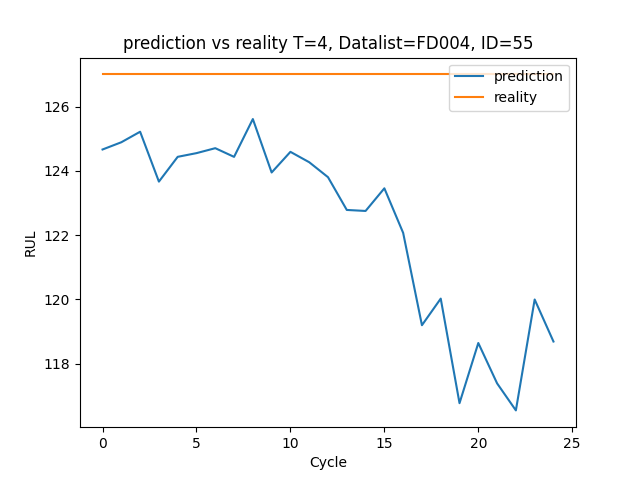 prediction vs reality T=4, Datalist=FD004, ID=55
prediction
reality
126
124
122
120
118
RUL
0 5 10 15 20 25
Cycle